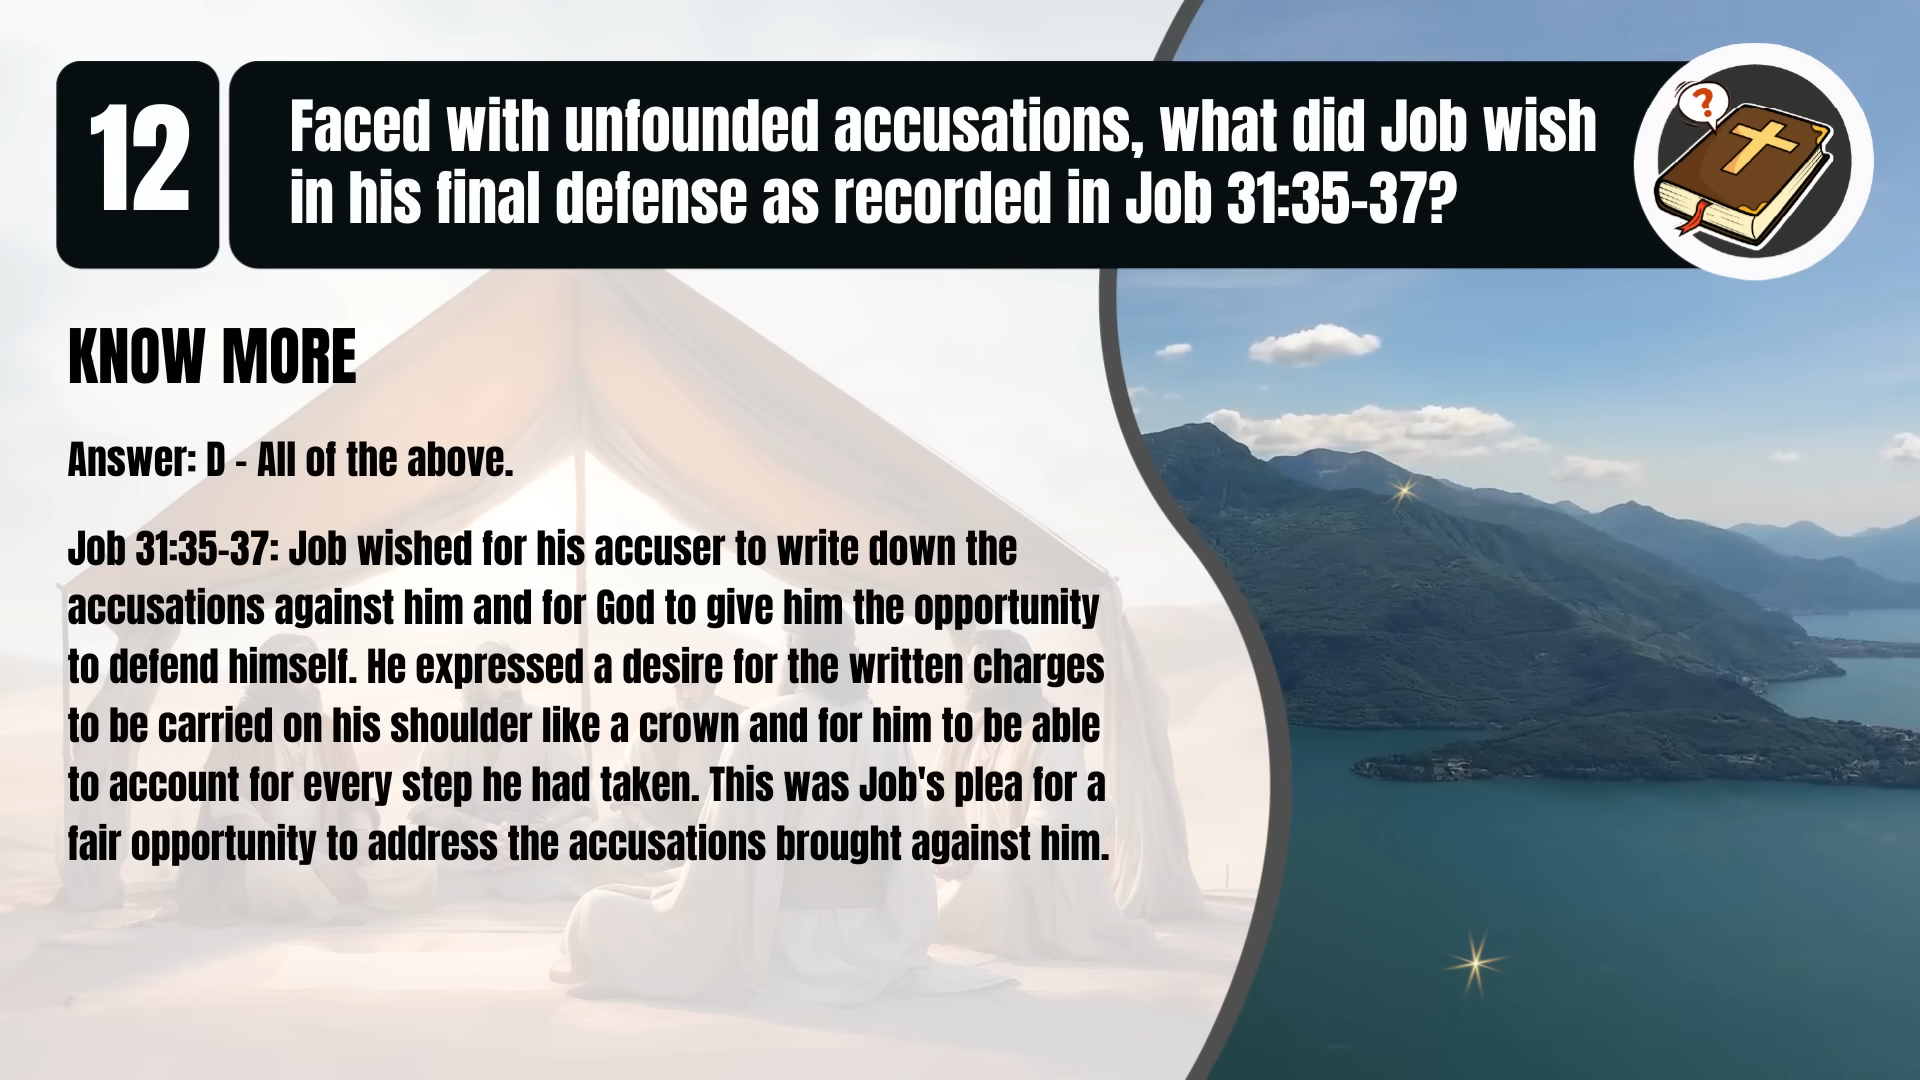 12
Faced with unfounded accusations, what did Job wish
in his final defense as recorded in Job 31:35-37?
?
KNOW MORE
Answer: D - All of the above.
Job 31:35-37: Job wished for his accuser to write down the
accusations against him and for God to give him the opportunity
to defend himself. He expressed a desire for the written charges
to be carried on his shoulder like a crown and for him to be able
to account for every step he had taken. This was Job's plea for a
fair opportunity to address the accusations brought against him.